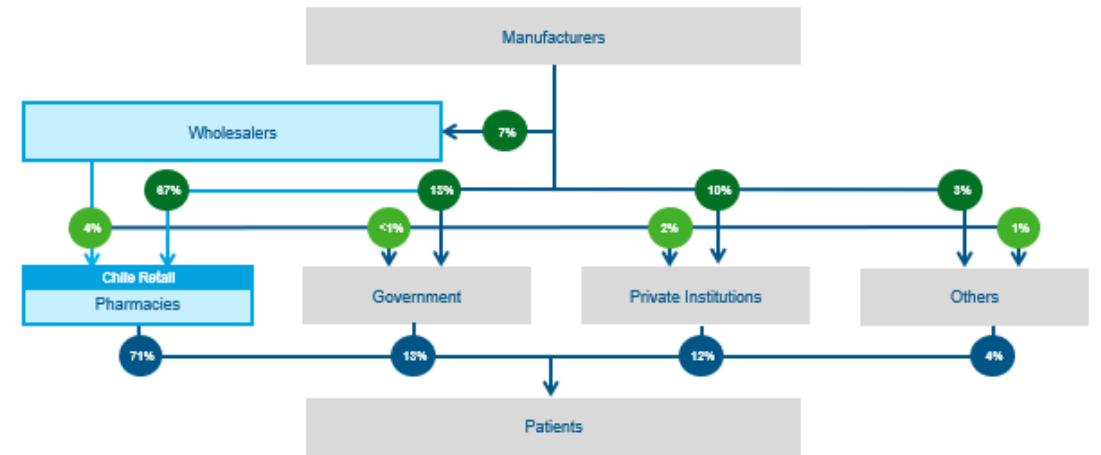 Manufacturers
Wholesalers
7%
67%
13%
10%
3%
4%
<1%
2%
1%
Chile Retail
Pharmacies
Government
Private Institutions
Others
71%
13%
12%
4%
Patients